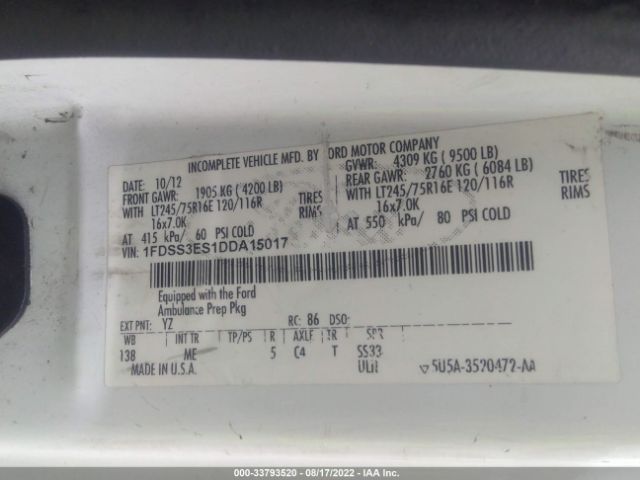 INCOMPLETE VEHICLE MFD. BY FORD MOTOR COMPANY
DATE: 10/12
GVWR: 4309 KG ( 9500 LB)
FRONT GAWR: 1905 KG ( 4200 LB)
REAR GAWR: 2760 KG ( 6084 LB)
WITH LT245/75R16E 120/116R TIRES
WITH LT245/75R16E 120/116R TIRES
16x7.0K RIMS
16x7.0K RIMS
AT 415 kPa/ 60 PSI COLD
AT 550 kPa/ 80 PSI COLD
VIN: 1FDSS3ES1DDA15017
Equipped with the Ford
Ambulance Prep Pkg
EXT PNT: YZ RC: 86 DSO:
WB INT TR TP/PS R AXLE TR SPR
138 ME 5 C4 T SS33
MADE IN U.S.A.
5U5A-3520472-AA
000-33793520 - 08/17/2022 - IAAI.COM